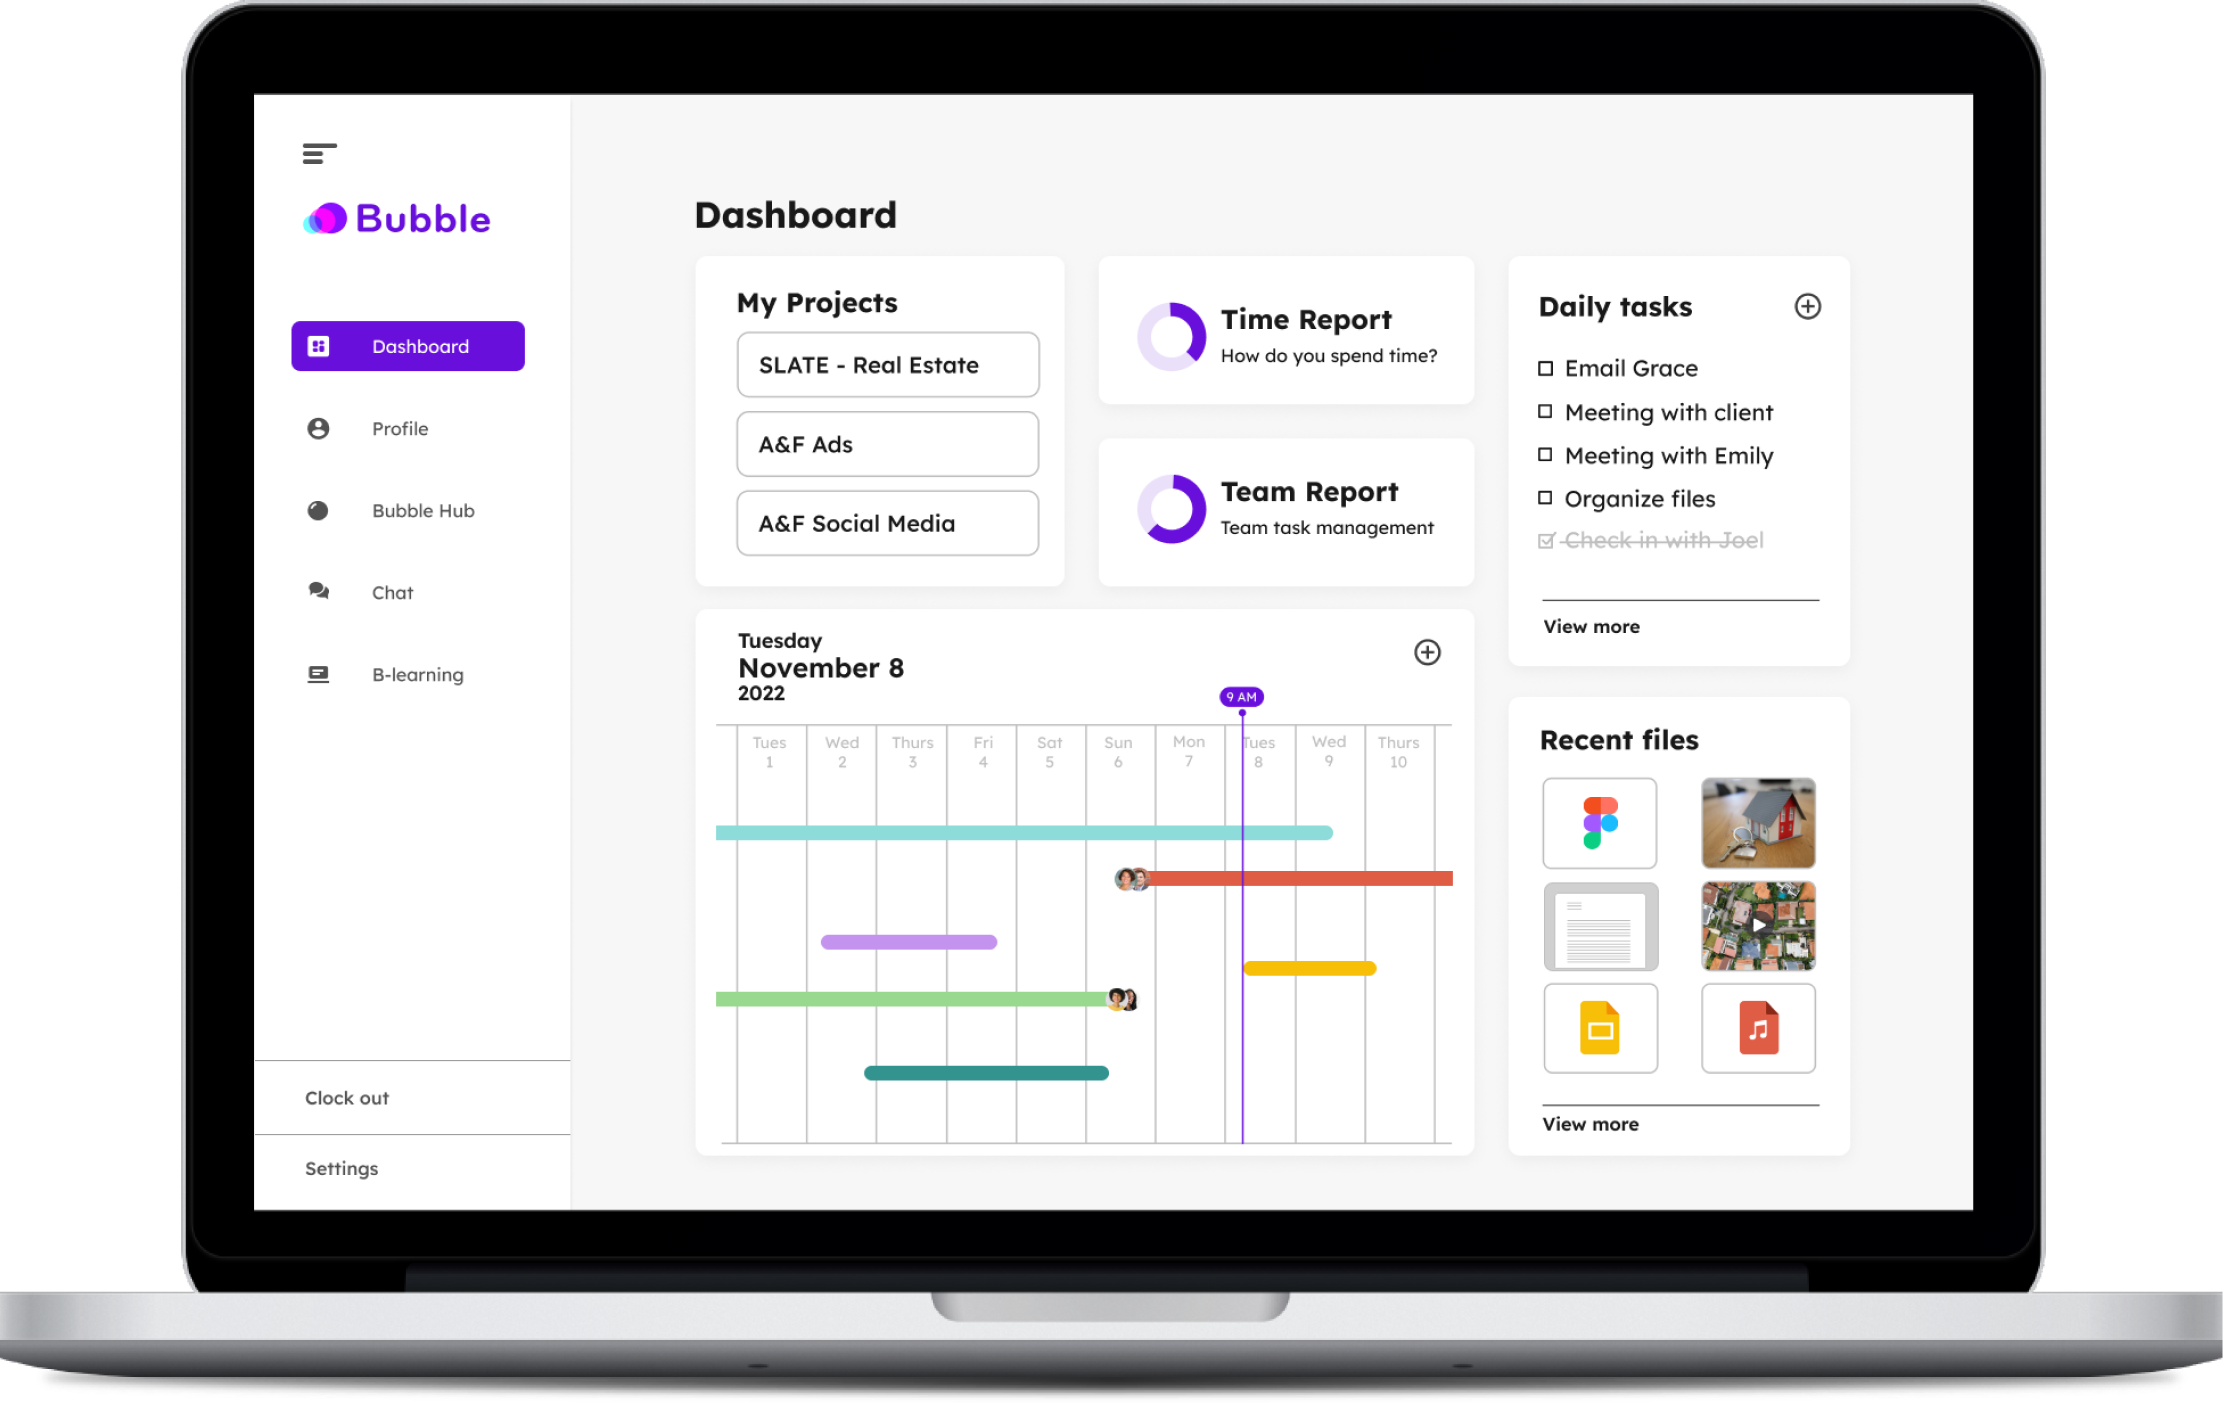 Bubble
Dashboard
Profile
Bubble Hub
Chat
B-learning
Clock out
Settings
Dashboard
My Projects
SLATE - Real Estate
A&F Ads
A&F Social Media
Time Report
How do you spend time?
Team Report
Team task management
Daily tasks
Email Grace
Meeting with client
Meeting with Emily
Organize files
Check in with Joel
View more
Tuesday
November 8
2022
9 AM
Tues Wed Thurs Fri Sat Sun Mon Tues Wed Thurs
1 2 3 4 5 6 7 8 9 10
Recent files
View more